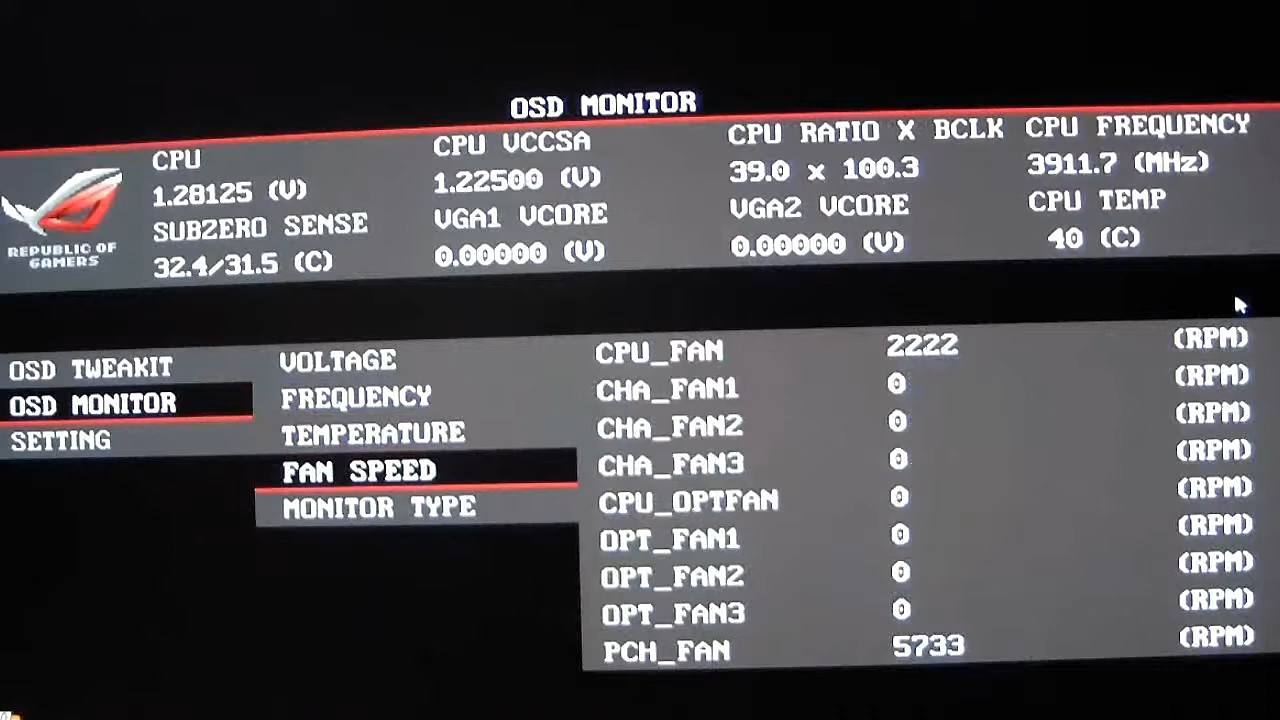 OSD MONITOR
CPU
1.28125 (V)
SUBZERO SENSE
32.4/31.5 (C)
CPU VCCSA
1.22500 (V)
VGA1 VCORE
0.00000 (V)
CPU RATIO X BCLK
39.0 x 100.3
VGA2 VCORE
0.00000 (V)
CPU FREQUENCY
3911.7 (MHz)
CPU TEMP
40 (C)
REPUBLIC OF
GAMERS
OSD TWEAKIT
OSD MONITOR
SETTING
VOLTAGE
FREQUENCY
TEMPERATURE
FAN SPEED
MONITOR TYPE
CPU_FAN 2222 (RPM)
CHA_FAN1 0 (RPM)
CHA_FAN2 0 (RPM)
CHA_FAN3 0 (RPM)
CPU_OPTFAN 0 (RPM)
OPT_FAN1 0 (RPM)
OPT_FAN2 0 (RPM)
OPT_FAN3 0 (RPM)
PCH_FAN 5733 (RPM)